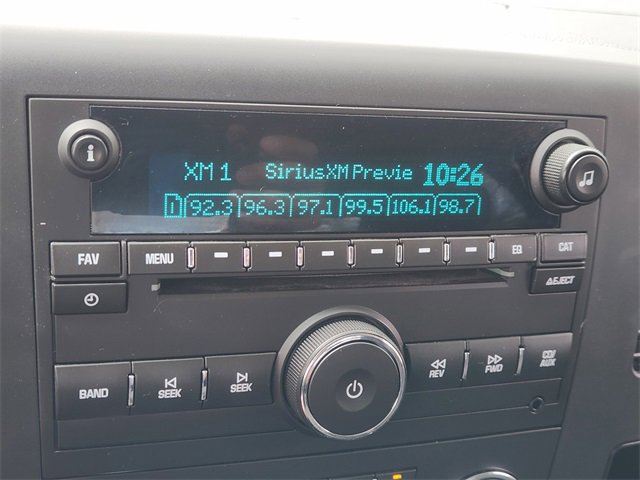 XM 1 SiriusXM Previe 10:26
1 92.3 96.3 97.1 99.5 106.1 98.7
FAV MENU EQ CAT
EJECT
BAND SEEK SEEK REV FWD CD/AUX